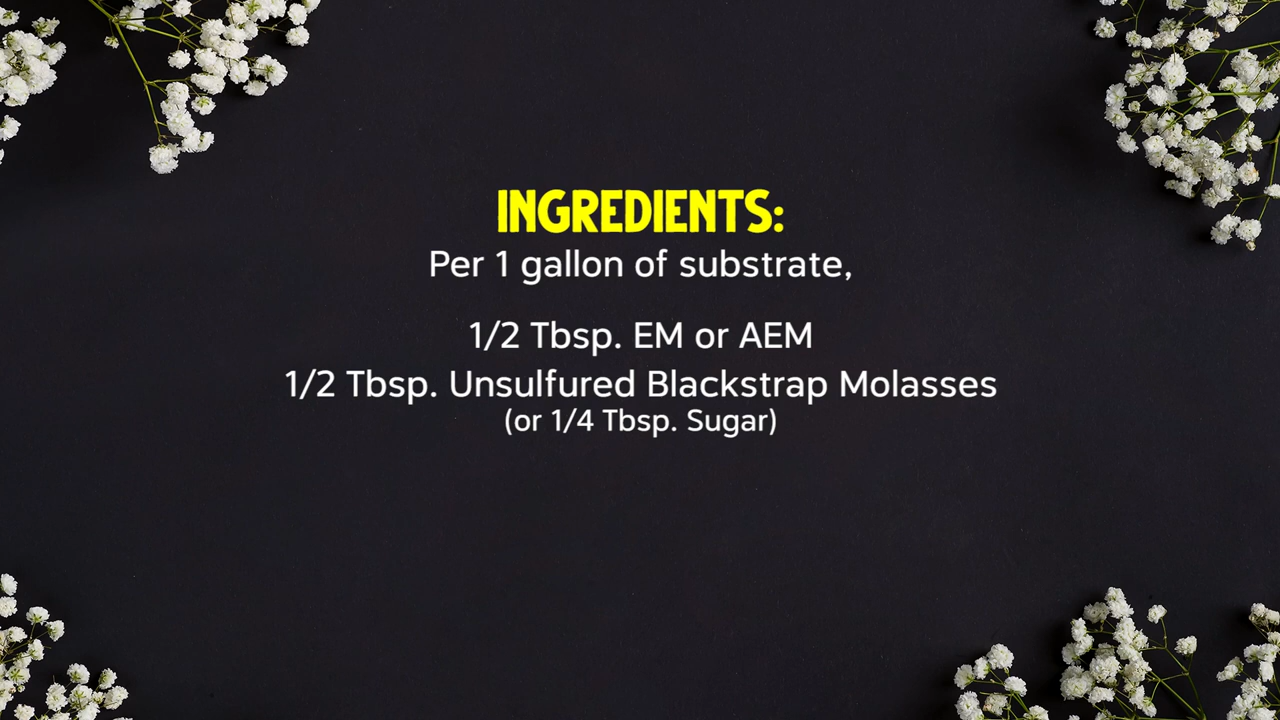 INGREDIENTS:
Per 1 gallon of substrate,
1/2 Tbsp. EM or AEM
1/2 Tbsp. Unsulfured Blackstrap Molasses
(or 1/4 Tbsp. Sugar)